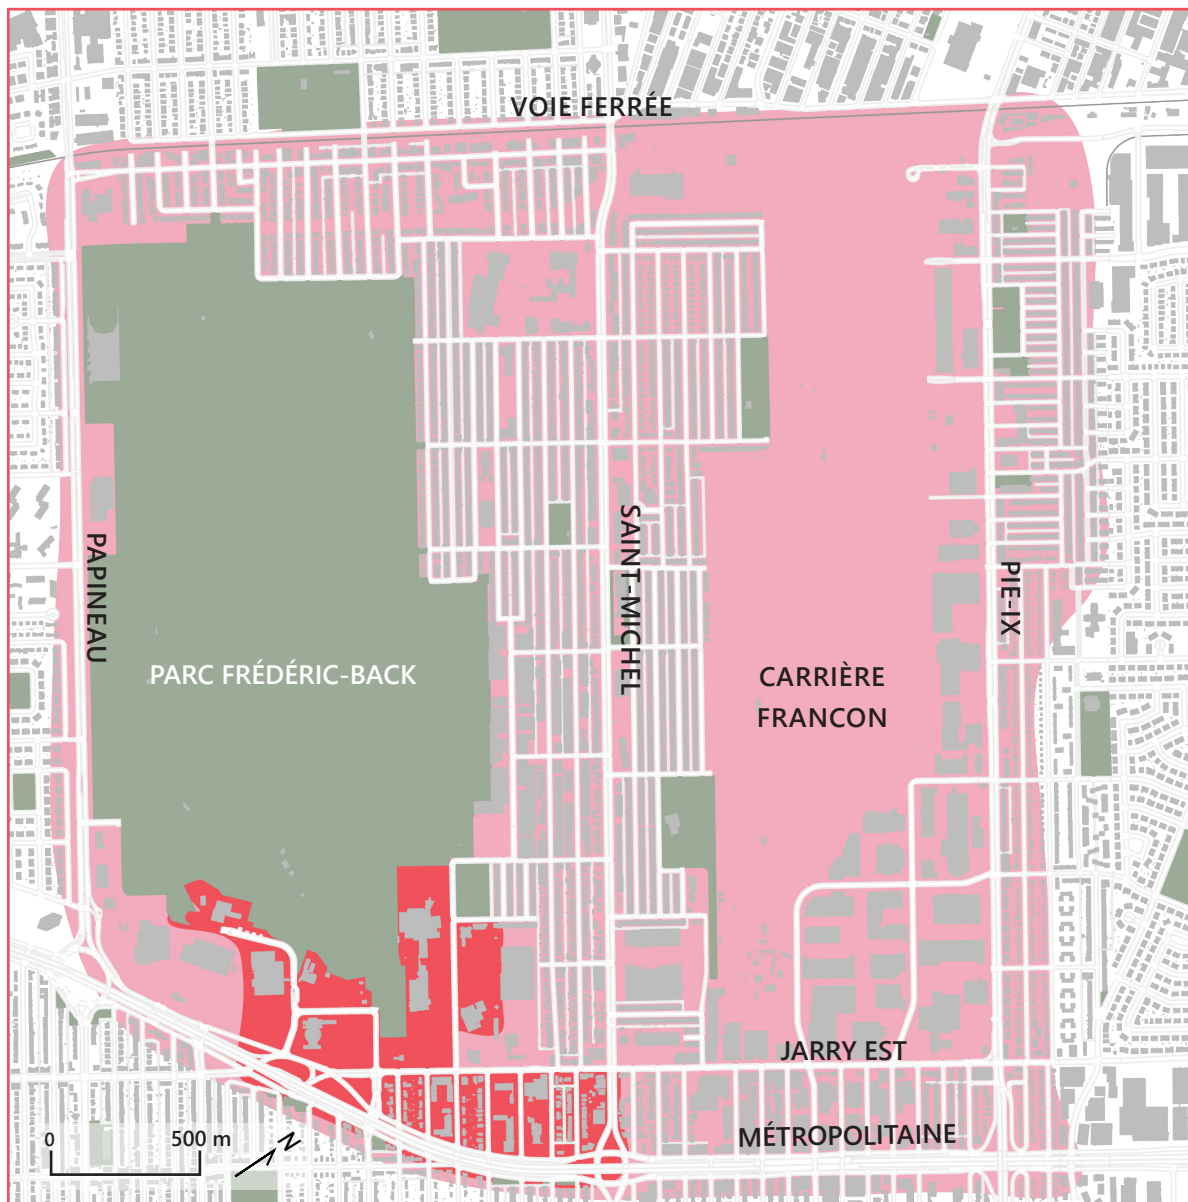 VOIE FERRÉE
SAINT-MICHEL
PAPINEAU
PIE-IX
PARC FRÉDÉRIC-BACK
CARRIÈRE
FRANCON
JARRY EST
MÉTROPOLITAINE
0
500 m
N